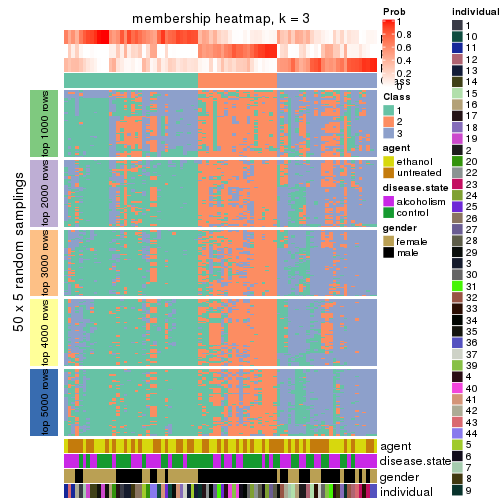 membership heatmap, k = 3
50 x 5 random samplings
top 1000 rows
top 2000 rows
top 3000 rows
top 4000 rows
top 5000 rows
agent
disease.state
gender
individual
Prob
1
0.8
0.6
0.4
0.2
0
Class
1
2
3
agent
ethanol
untreated
disease.state
alcoholism
control
gender
female
male
individual
1
10
11
12
13
14
15
16
17
18
19
2
20
22
23
24
25
26
27
28
29
3
30
31
32
33
34
35
36
37
39
4
40
41
42
43
44
5
6
7
8
9